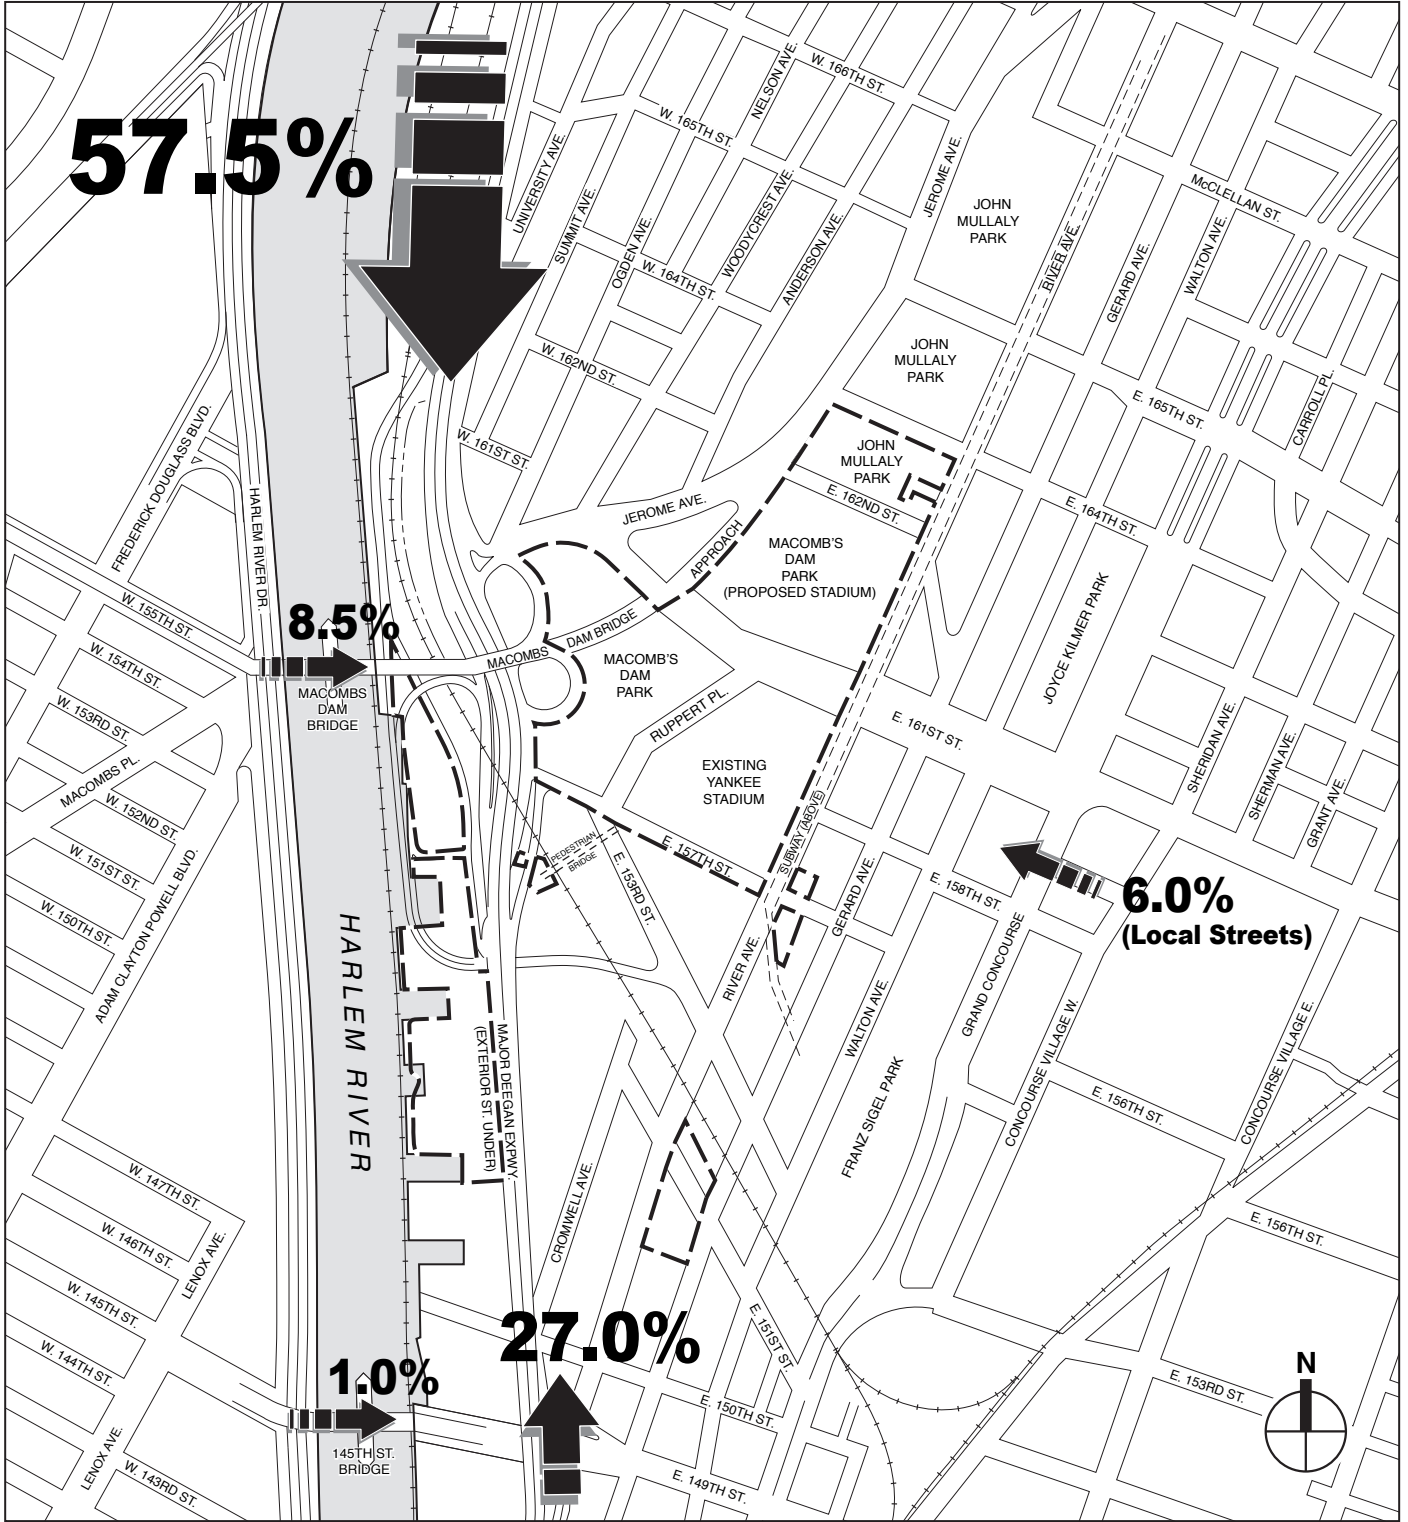 57.5%
NELSON AVE.
W. 166TH ST.
W. 165TH ST.
UNIVERSITY AVE.
SUMMIT AVE.
OGDEN AVE.
WOODYCREST AVE.
ANDERSON AVE.
JEROME AVE.
JOHN
MULLALY
PARK
RIVER AVE.
GERARD AVE.
WALTON AVE.
McCLELLAN ST.
W. 164TH ST.
W. 162ND ST.
JOHN
MULLALY
PARK
E. 165TH ST.
CARROLL PL.
FREDERICK DOUGLASS BLVD.
HARLEM RIVER DR.
W. 161ST ST.
JEROME AVE.
APPROACH
JOHN
MULLALY
PARK
E. 162ND ST.
E. 164TH ST.
MACOMB'S
DAM
PARK
(PROPOSED STADIUM)
JOYCE KILMER PARK
W. 155TH ST.
8.5%
MACOMBS
DAM
BRIDGE
MACOMBS DAM BRIDGE
W. 154TH ST.
W. 153RD ST.
MACOMBS PL.
W. 152ND ST.
W. 151ST ST.
W. 150TH ST.
ADAM CLAYTON POWELL BLVD.
MACOMB'S
DAM
PARK
RUPPERT PL.
EXISTING
YANKEE
STADIUM
E. 161ST ST.
SHERIDAN AVE.
SHERMAN AVE.
GRANT AVE.
SUBWAY (ABOVE)
PEDESTRIAN
BRIDGE
E. 157TH ST.
E. 153RD ST.
GERARD AVE.
E. 158TH ST.
6.0%
(Local Streets)
HARLEM RIVER
RIVER AVE.
WALTON AVE.
GRAND CONCOURSE
CONCOURSE VILLAGE W.
CONCOURSE VILLAGE E.
MAJOR DEEGAN EXPWY.
(EXTERIOR ST. UNDER)
FRANZ SIGEL PARK
E. 156TH ST.
CROMWELL AVE.
W. 147TH ST.
W. 146TH ST.
LENOX AVE.
W. 145TH ST.
W. 144TH ST.
E. 156TH ST.
27.0%
E. 151ST ST.
1.0%
145TH ST.
BRIDGE
E. 150TH ST.
E. 149TH ST.
E. 153RD ST.
N
LENOX AVE.
W. 143RD ST.